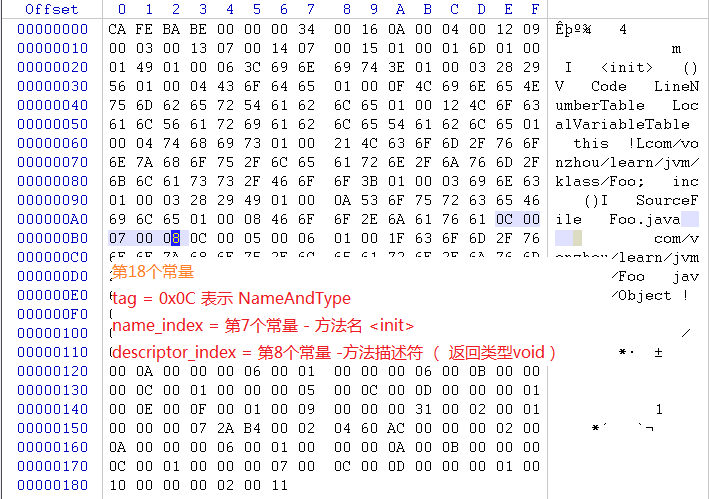 Offset 0 1 2 3 4 5 6 7 8 9 A B C D E F
00000000 CA FE BA BE 00 00 00 34 00 16 0A 00 04 00 12 09 Êþº¾ 4
00000010 00 03 00 13 07 00 14 07 00 15 01 00 01 6D 01 00 m
00000020 01 49 01 00 06 3C 69 6E 69 74 3E 01 00 03 28 29 I <init> ()
00000030 56 01 00 04 43 6F 64 65 01 00 0F 4C 69 6E 65 4E V Code LineN
00000040 75 6D 62 65 72 54 61 62 6C 65 01 00 12 4C 6F 63 umberTable Loc
00000050 61 6C 56 61 72 69 61 62 6C 65 54 61 62 6C 65 01 alVariableTable
00000060 00 04 74 68 69 73 01 00 21 4C 63 6F 6D 2F 76 6F this !Lcom/vo
00000070 6E 7A 68 6F 75 2F 6C 65 61 72 6E 2F 6A 76 6D 2F nzhou/learn/jvm/
00000080 6B 6C 61 73 73 2F 46 6F 6F 3B 01 00 03 69 6E 63 klass/Foo; inc
00000090 01 00 03 28 29 49 01 00 0A 53 6F 75 72 63 65 46 ()I SourceF
000000A0 69 6C 65 01 00 08 46 6F 6F 2E 6A 61 76 61 0C 00 ile Foo.java
000000B0 07 00 08 0C 00 05 00 06 01 00 1F 63 6F 6D 2F 76 com/v
000000C0 6F 6E 7A 68 6F 75 2F 6C 65 61 72 6E 2F 6A 76 6D onzhou/learn/jvm
第18个常量
000000D0 /Foo jav
tag = 0x0C 表示 NameAndType
000000E0 /Object !
000000F0
name_index = 第7个常量 - 方法名 <init>
00000100 /
descriptor_index = 第8个常量 -方法描述符 ( 返回类型void )
00000110 *· ±
00000120 00 0A 00 00 00 06 00 01 00 00 00 06 00 0B 00 00
00000130 00 0C 00 01 00 00 00 05 00 0C 00 0D 00 00 00 01
00000140 00 0E 00 0F 00 01 00 09 00 00 00 31 00 02 00 01 1
00000150 00 00 00 07 2A B4 00 02 04 60 AC 00 00 00 02 00 *´ `¬
00000160 0A 00 00 00 06 00 01 00 00 00 0A 00 0B 00 00 00
00000170 0C 00 01 00 00 00 07 00 0C 00 0D 00 00 00 01 00
00000180 10 00 00 00 02 00 11